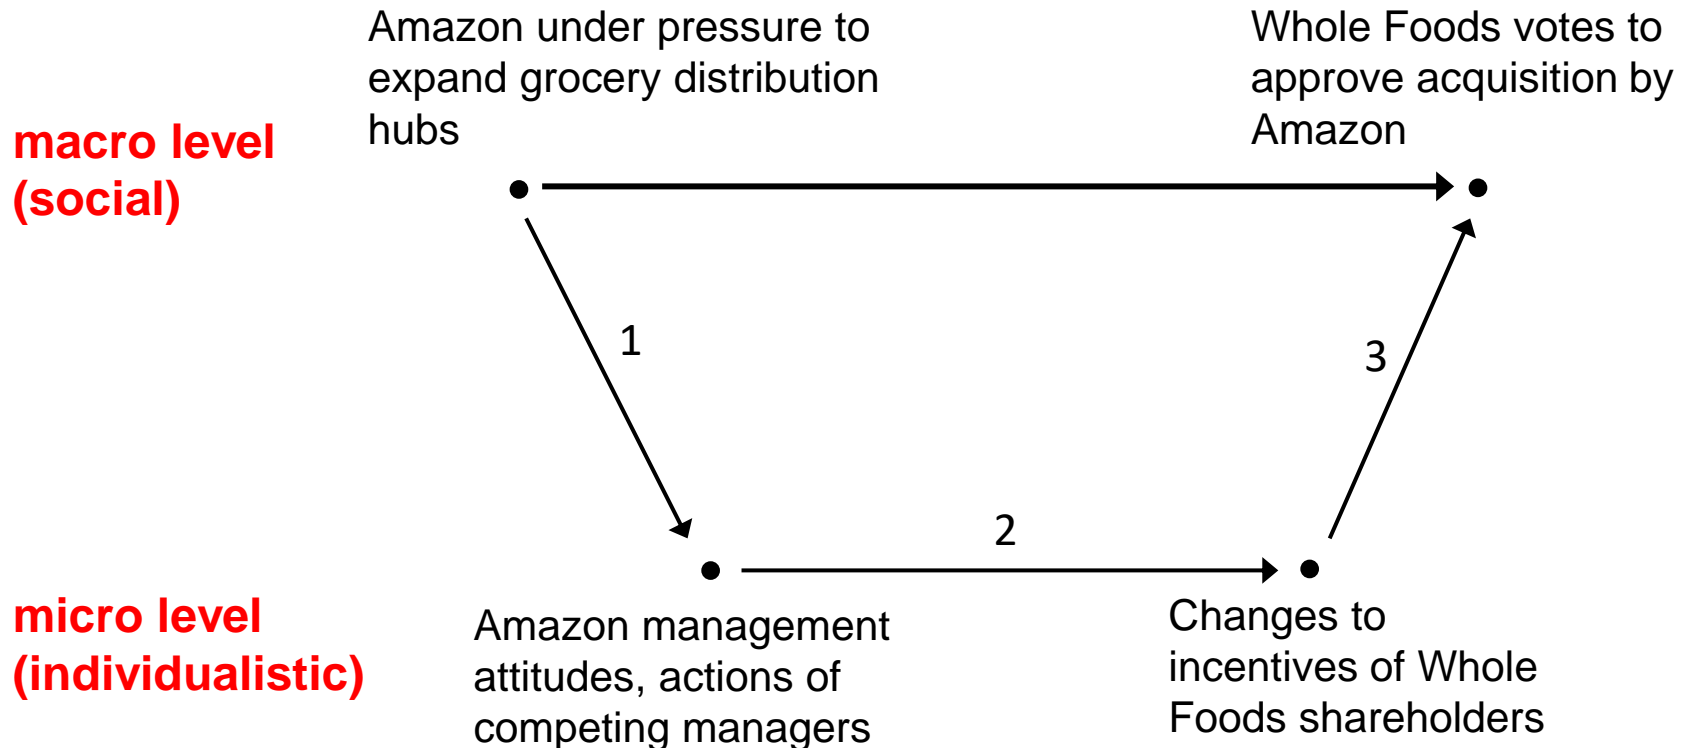 Amazon under pressure to
expand grocery distribution
hubs
Whole Foods votes to
approve acquisition by
Amazon
macro level
(social)
1
3
2
micro level
(individualistic)
Amazon management
attitudes, actions of
competing managers
Changes to
incentives of Whole
Foods shareholders